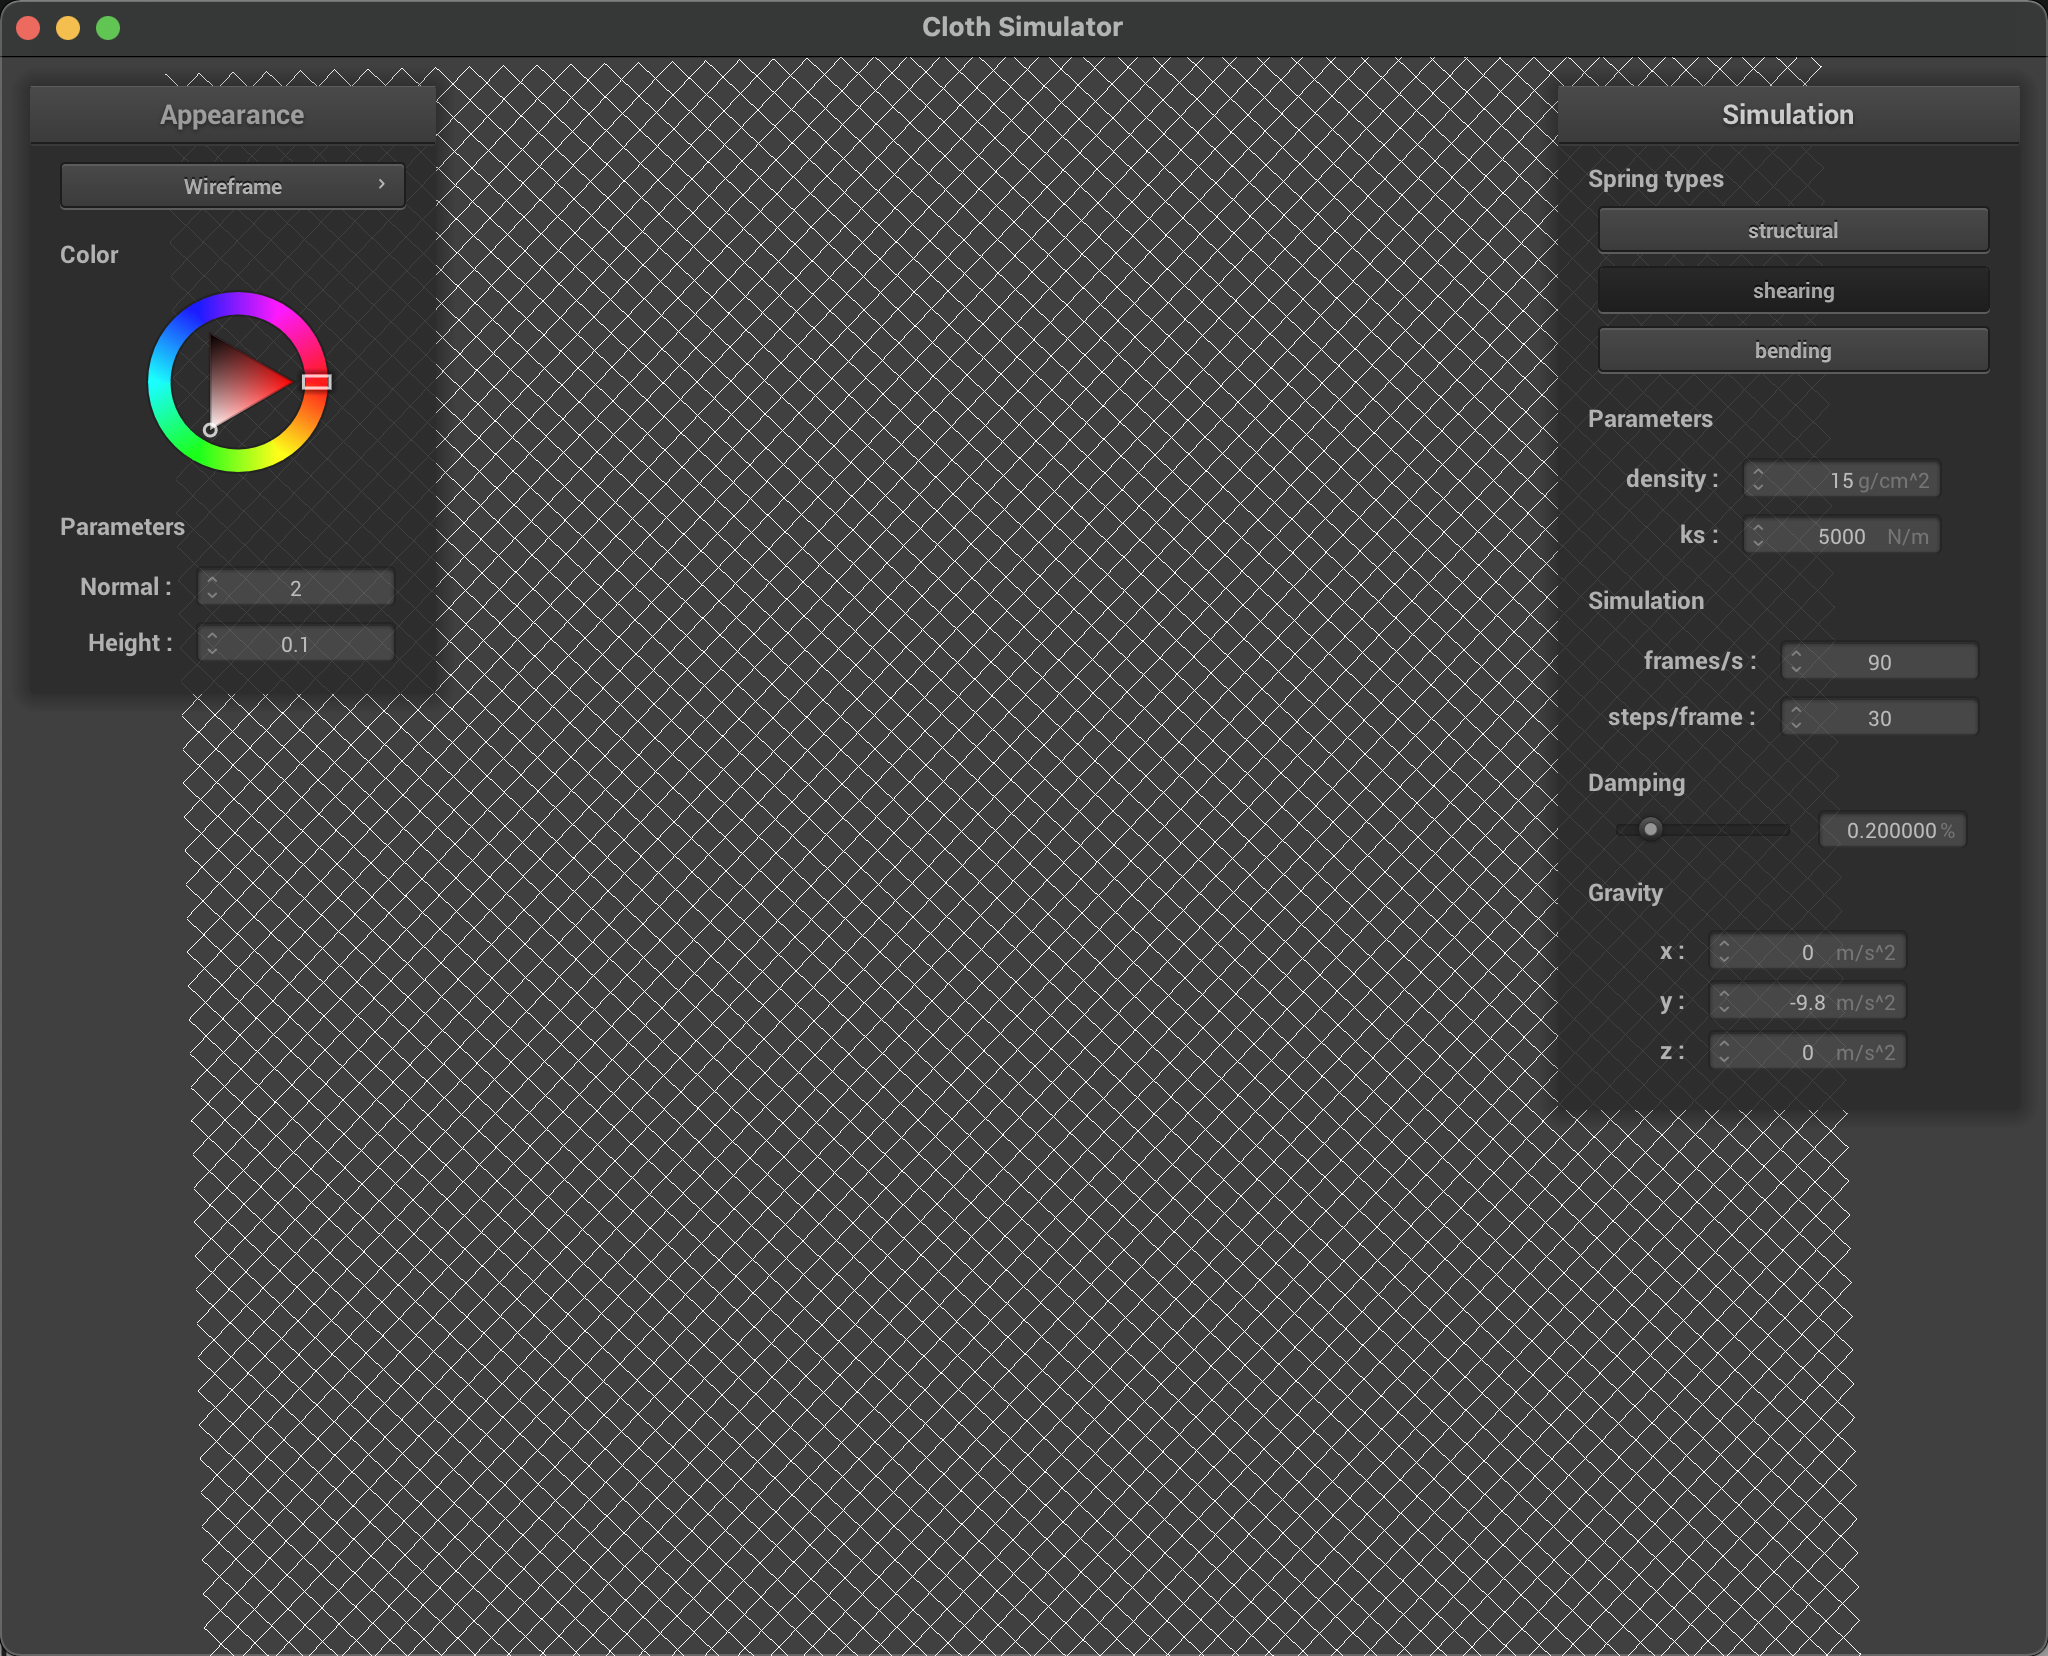 Cloth Simulator
Appearance
Wireframe
Color
Parameters
Normal : 2
Height : 0.1
Simulation
Spring types
structural
shearing
bending
Parameters
density : 15 g/cm^2
ks : 5000 N/m
Simulation
frames/s : 90
steps/frame : 30
Damping
0.200000 %
Gravity
x : 0 m/s^2
y : -9.8 m/s^2
z : 0 m/s^2